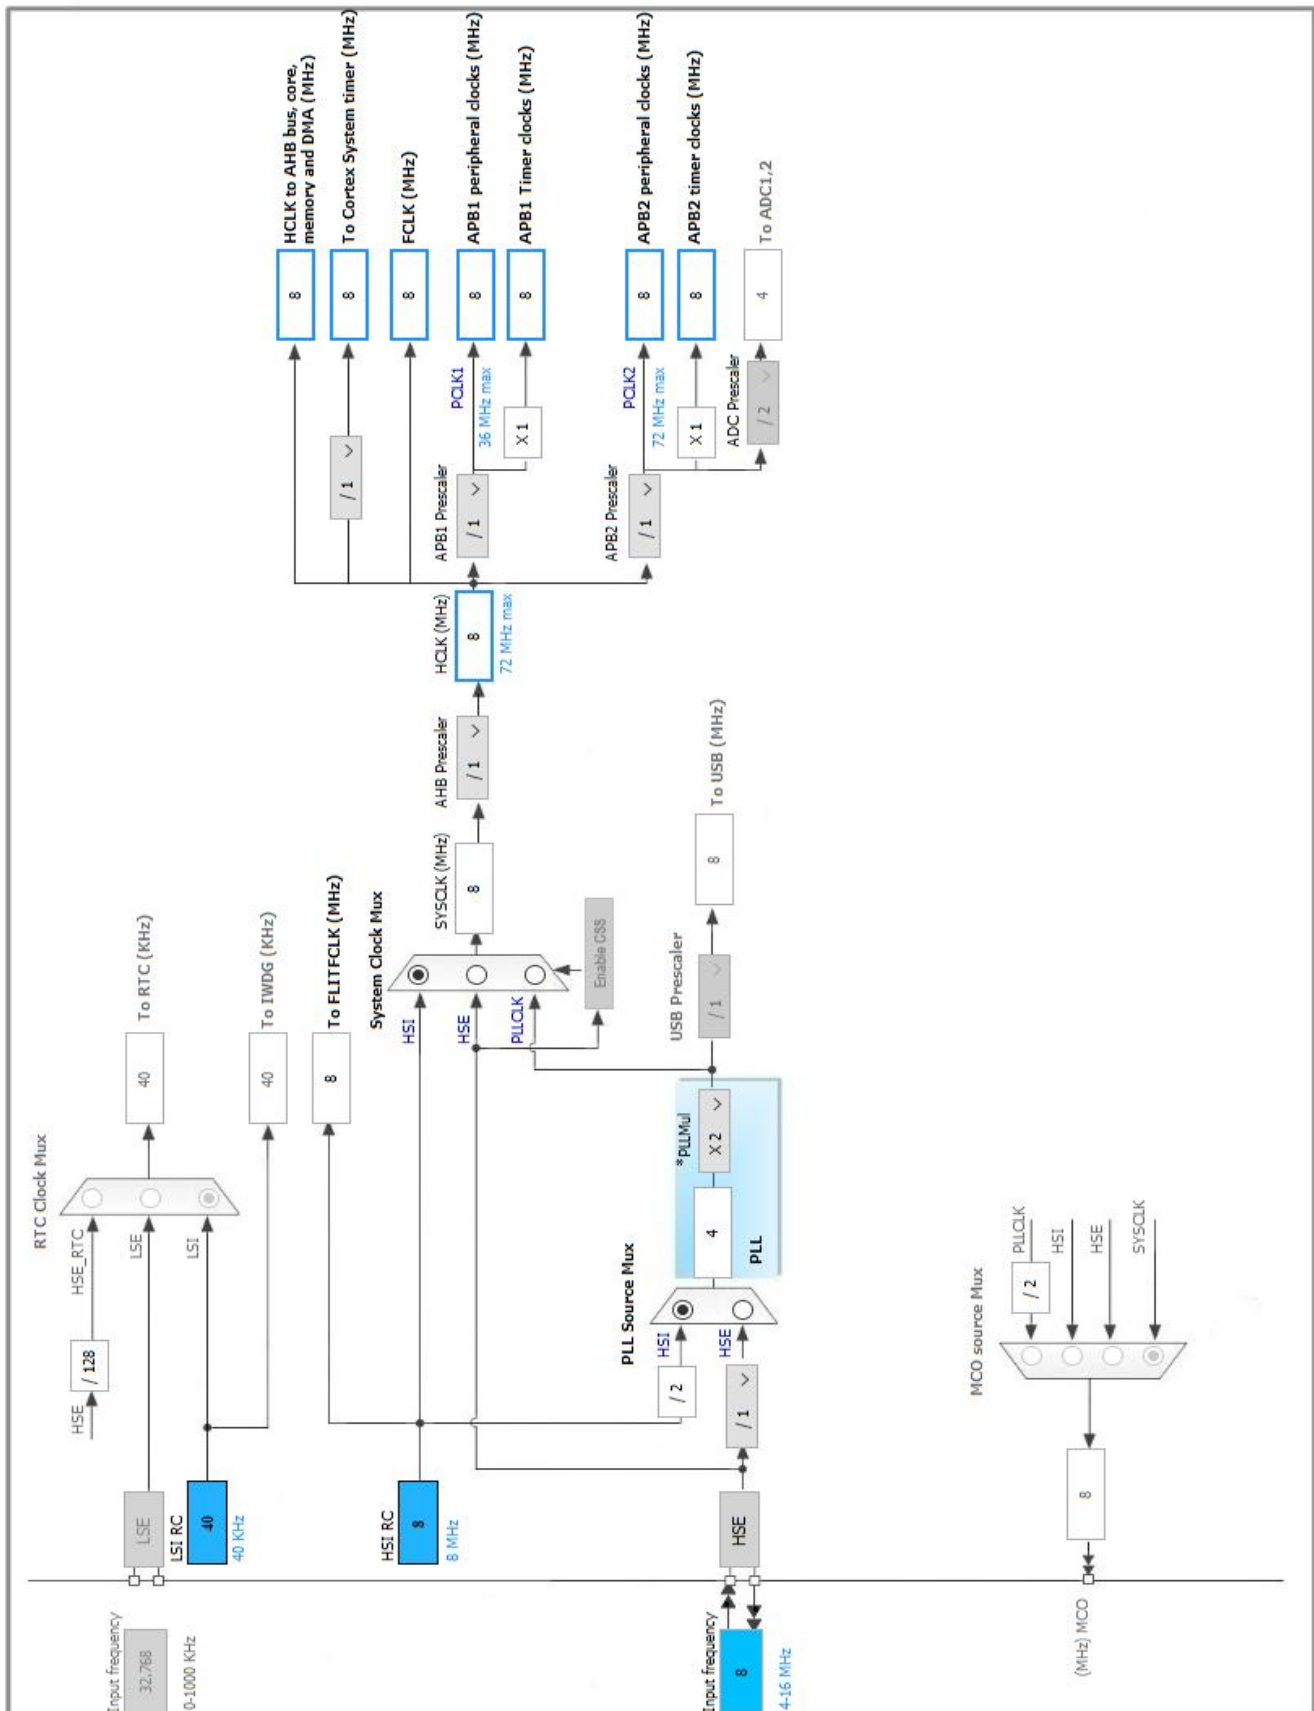 RTC Clock Mux
HSE
/ 128
HSE_RTC
Input frequency
32.768
0-1000 KHz
LSE
LSE
40
To RTC (KHz)
LSI RC
40
40 KHz
LSI
40
To IWDG (KHz)
8
To FLITFCLK (MHz)
HSI RC
8
8 MHz
System Clock Mux
HSI
HSE
PLLCLK
Enable CSS
SYSCLK (MHz)
8
AHB Prescaler
/ 1
HCLK (MHz)
8
72 MHz max
8
HCLK to AHB bus, core,
memory and DMA (MHz)
/ 1
8
To Cortex System timer (MHz)
8
FCLK (MHz)
APB1 Prescaler
/ 1
PCLK1
36 MHz max
8
APB1 peripheral clocks (MHz)
X 1
8
APB1 Timer clocks (MHz)
APB2 Prescaler
/ 1
PCLK2
72 MHz max
8
APB2 peripheral clocks (MHz)
X 1
8
APB2 timer clocks (MHz)
ADC Prescaler
/ 2
4
To ADC1,2
PLL Source Mux
/ 2
HSI
HSE
/ 1
Input frequency
8
4-16 MHz
HSE
4
*PLLMul
X 2
PLL
USB Prescaler
/ 1
8
To USB (MHz)
MCO source Mux
(MHz) MCO
8
/ 2
PLLCLK
HSI
HSE
SYSCLK